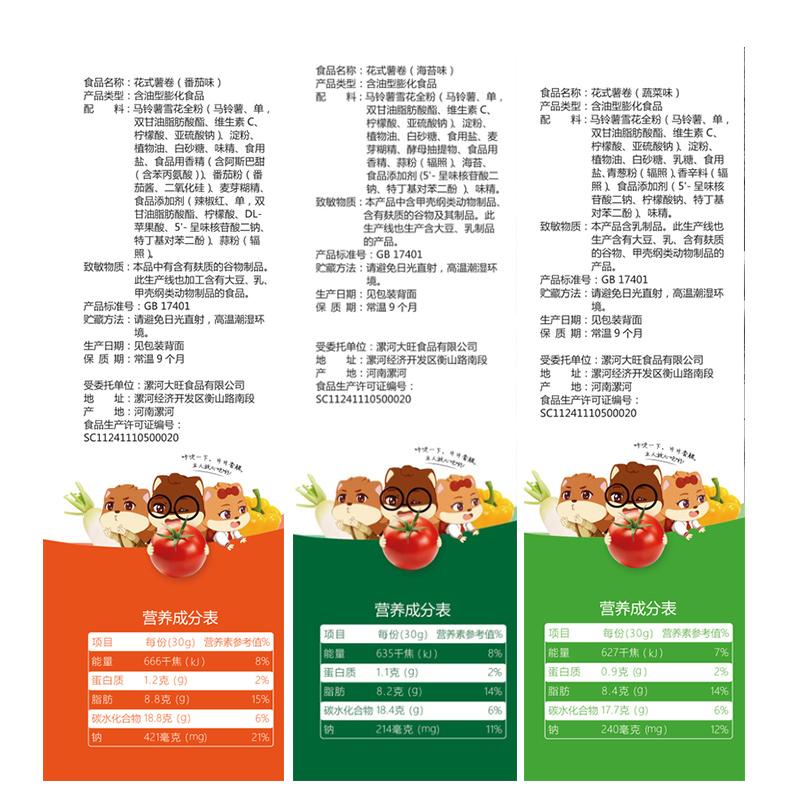 食品名称：花式薯卷（番茄味）
产品类型：含油型膨化食品
配 料：马铃薯雪花全粉（马铃薯、单，
双甘油脂肪酸酯、维生素 C、
柠檬酸、亚硫酸钠）、淀粉、
植物油、白砂糖、味精、食用
盐、食品用香精（含阿斯巴甜
（含苯丙氨酸））、番茄粉（番
茄酱、二氧化硅）、麦芽糊精、
食品添加剂（辣椒红、单，双
甘油脂肪酸酯、柠檬酸、DL-
苹果酸、5'- 呈味核苷酸二钠、
特丁基对苯二酚）、蒜粉（辐
照）。
致敏物质：本品中有含有麸质的谷物制品。
此生产线也加工含有大豆、乳、
甲壳纲类动物制品的食品。
产品标准号：GB 17401
贮藏方法：请避免日光直射，高温潮湿环
境。
生产日期：见包装背面
保 质 期：常温 9 个月
受委托单位：漯河大旺食品有限公司
地 址：漯河经济开发区衡山路南段
产 地：河南漯河
食品生产许可证编号：
SC11241110500020
食品名称：花式薯卷（海苔味）
产品类型：含油型膨化食品
配 料：马铃薯雪花全粉（马铃薯、单，
双甘油脂肪酸酯、维生素 C、
柠檬酸、亚硫酸钠）、淀粉、
植物油、白砂糖、食用盐、麦
芽糊精、酵母抽提物、食品用
香精、蒜粉（辐照）、海苔、
食品添加剂（5'- 呈味核苷酸二
钠、特丁基对苯二酚 ）、味精。
致敏物质：本产品中含甲壳纲类动物制品、
含有麸质的谷物及其制品。此
生产线也生产含大豆、乳制品
的产品。
产品标准号：GB 17401
贮藏方法：请避免日光直射，高温潮湿环
境。
生产日期：见包装背面
保 质 期：常温 9 个月
受委托单位：漯河大旺食品有限公司
地 址：漯河经济开发区衡山路南段
产 地：河南漯河
食品生产许可证编号：
SC11241110500020
食品名称：花式薯卷（蔬菜味）
产品类型：含油型膨化食品
配 料：马铃薯雪花全粉（马铃薯、单，
双甘油脂肪酸酯、维生素 C、
柠檬酸、亚硫酸钠）、淀粉、
植物油、白砂糖、乳糖、食用
盐、青葱粉（辐照）、香辛料（辐
照）、食品添加剂（5'- 呈味核
苷酸二钠、柠檬酸钠、特丁基
对苯二酚）、味精。
致敏物质：本产品含乳制品。此生产线也
生产含大豆、乳、含有麸质
的谷物、甲壳纲类动物制品的
产品。
产品标准号：GB 17401
贮藏方法：请避免日光直射，高温潮湿环
境。
生产日期：见包装背面
保 质 期：常温 9 个月
受委托单位：漯河大旺食品有限公司
地 址：漯河经济开发区衡山路南段
产 地：河南漯河
食品生产许可证编号：
SC11241110500020
营养成分表
项目 每份(30g) 营养素参考值%
能量 666千焦 ( kJ ) 8%
蛋白质 1.2克 (g) 2%
脂肪 8.8克 (g) 15%
碳水化合物 18.8克 (g) 6%
钠 421毫克 (mg) 21%
营养成分表
项目 每份(30g) 营养素参考值%
能量 635千焦 ( kJ ) 8%
蛋白质 1.1克 (g) 2%
脂肪 8.2克 (g) 14%
碳水化合物 18.4克 (g) 6%
钠 214毫克 (mg) 11%
营养成分表
项目 每份(30g) 营养素参考值%
能量 627千焦 ( kJ ) 7%
蛋白质 0.9克 (g) 2%
脂肪 8.4克 (g) 14%
碳水化合物 17.7克 (g) 6%
钠 240毫克 (mg) 12%